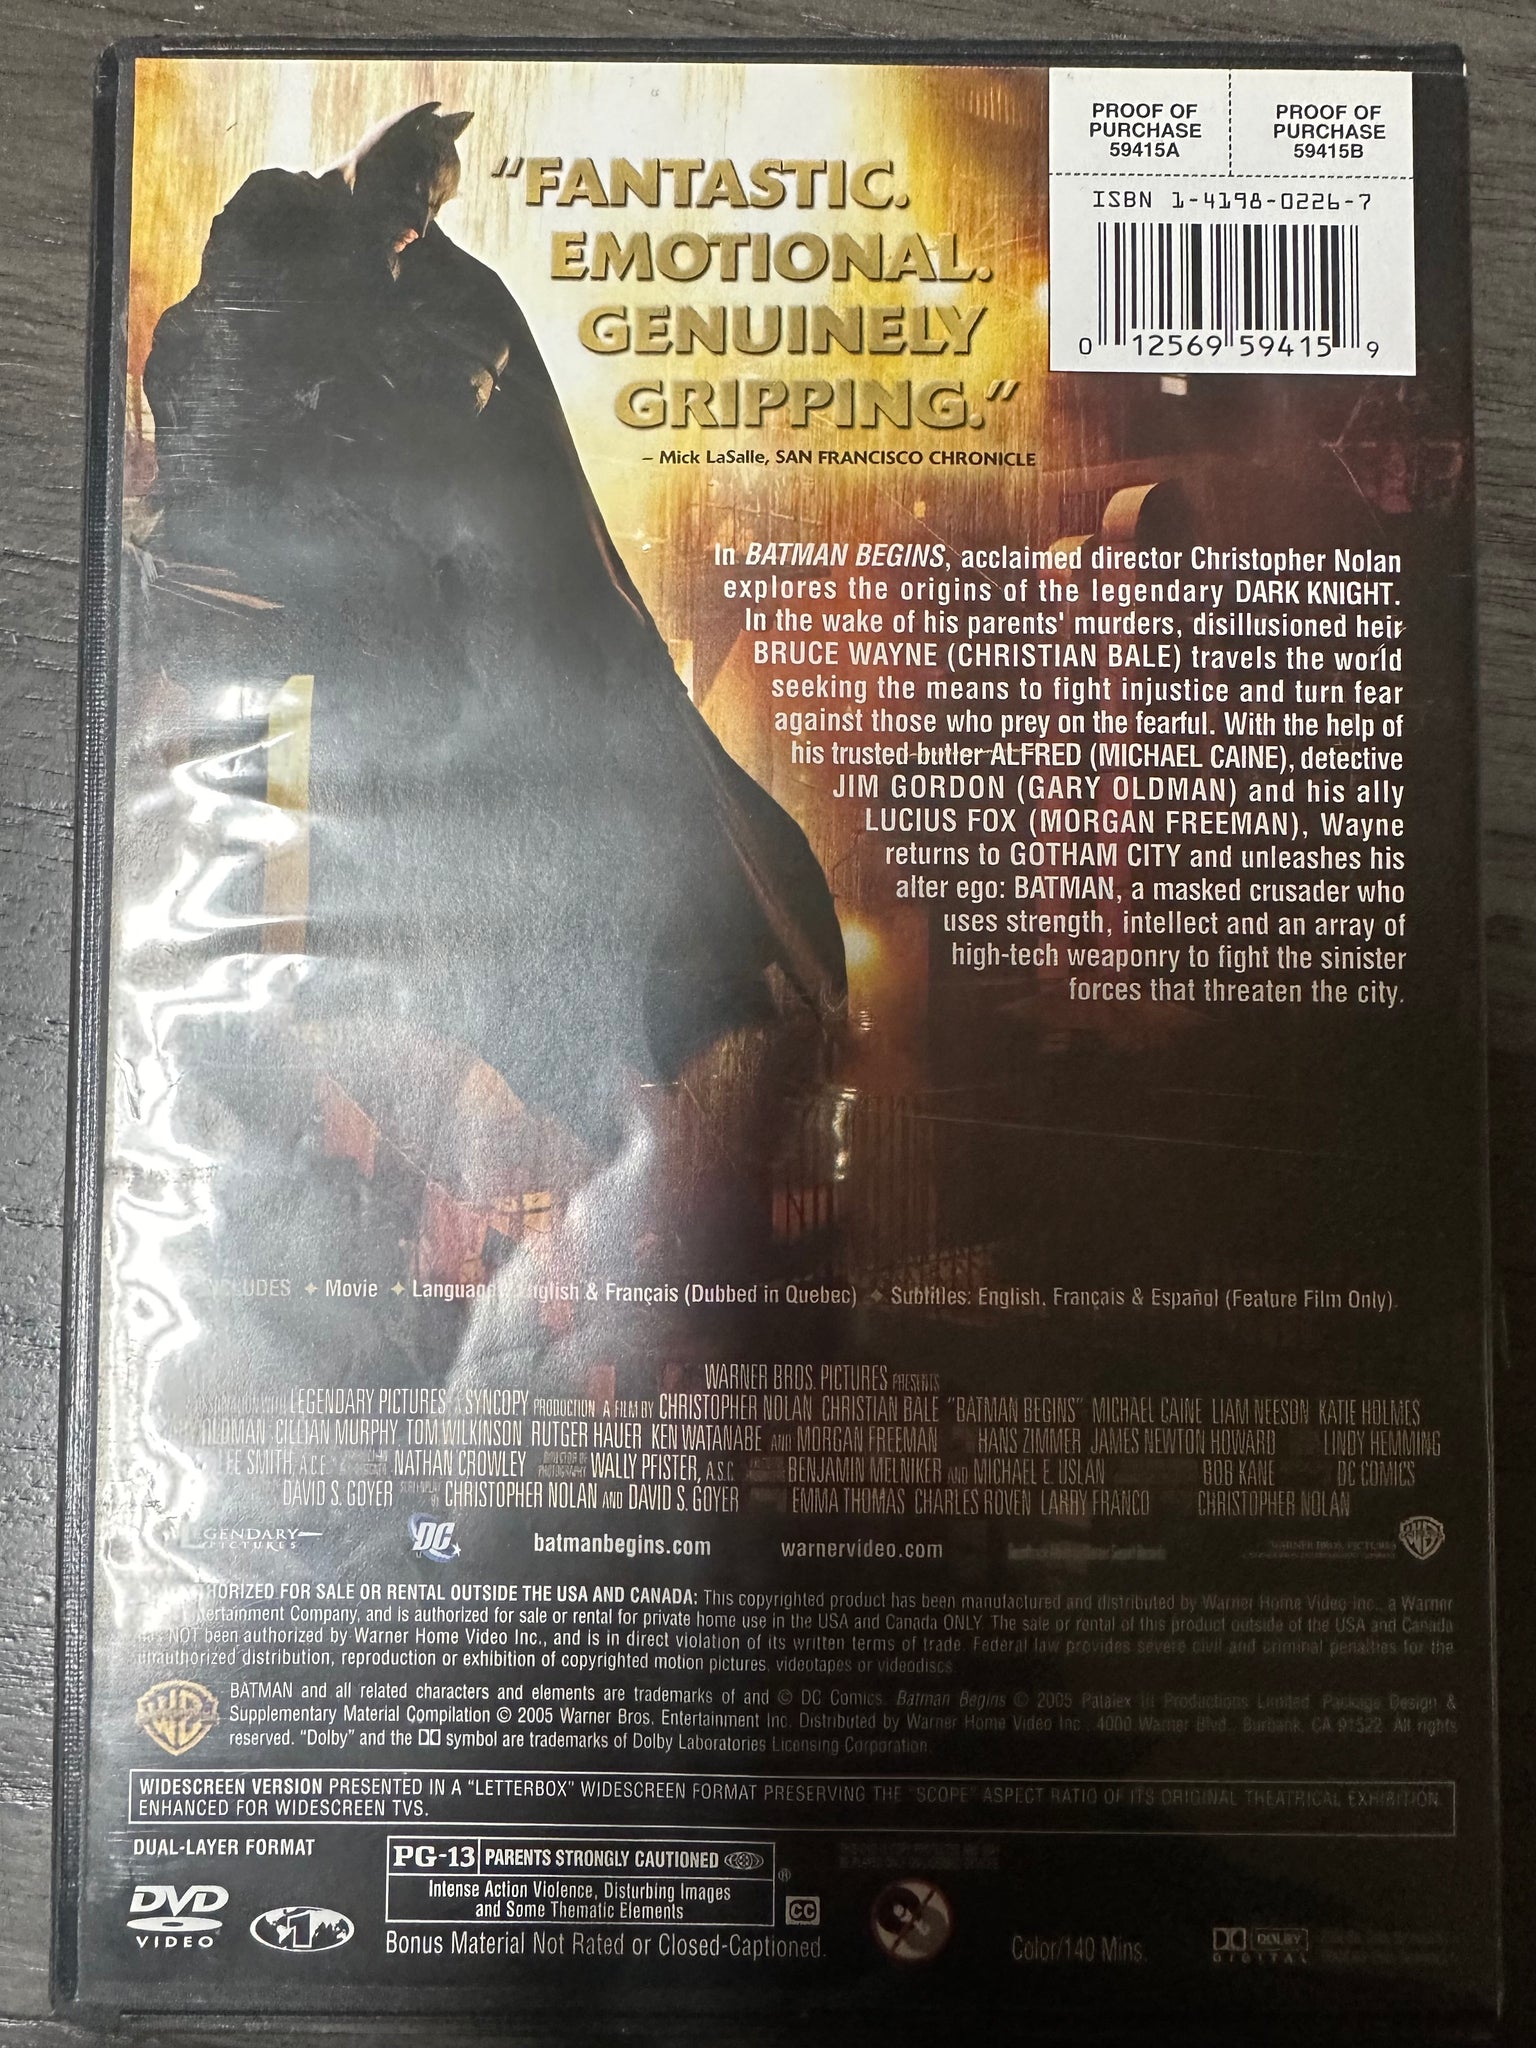 PROOF OF
PURCHASE
59415A
PROOF OF
PURCHASE
59415B
ISBN 1-4198-0226-7
0 12569 59415 9
"FANTASTIC.
EMOTIONAL.
GENUINELY
GRIPPING."
– Mick LaSalle, SAN FRANCISCO CHRONICLE
In BATMAN BEGINS, acclaimed director Christopher Nolan
explores the origins of the legendary DARK KNIGHT.
In the wake of his parents' murders, disillusioned heir
BRUCE WAYNE (CHRISTIAN BALE) travels the world
seeking the means to fight injustice and turn fear
against those who prey on the fearful. With the help of
his trusted butler ALFRED (MICHAEL CAINE), detective
JIM GORDON (GARY OLDMAN) and his ally
LUCIUS FOX (MORGAN FREEMAN), Wayne
returns to GOTHAM CITY and unleashes his
alter ego: BATMAN, a masked crusader who
uses strength, intellect and an array of
high-tech weaponry to fight the sinister
forces that threaten the city.
Movie Language English & Français (Dubbed in Quebec) Subtitles: English, Français & Español (Feature Film Only).
WARNER BROS. PICTURES PRESENTS
LEGENDARY PICTURES A SYNCOPY PRODUCTION A FILM BY CHRISTOPHER NOLAN CHRISTIAN BALE "BATMAN BEGINS" MICHAEL CAINE LIAM NEESON KATIE HOLMES
OLDMAN CILLIAN MURPHY TOM WILKINSON RUTGER HAUER KEN WATANABE AND MORGAN FREEMAN HANS ZIMMER JAMES NEWTON HOWARD LINDY HEMMING
LEE SMITH, A.C.E. NATHAN CROWLEY DIRECTOR OF PHOTOGRAPHY WALLY PFISTER, A.S.C. BENJAMIN MELNIKER AND MICHAEL E. USLAN BOB KANE DC COMICS
DAVID S. GOYER SCREENPLAY BY CHRISTOPHER NOLAN AND DAVID S. GOYER EMMA THOMAS CHARLES ROVEN LARRY FRANCO CHRISTOPHER NOLAN
LEGENDARY PICTURES DC batmanbegins.com warnervideo.com WARNER BROS. PICTURES WB
HORIZED FOR SALE OR RENTAL OUTSIDE THE USA AND CANADA: This copyrighted product has been manufactured and distributed by Warner Home Video Inc., a Warner
ertainment Company, and is authorized for sale or rental for private home use in the USA and Canada ONLY. The sale or rental of this product outside of the USA and Canada
has NOT been authorized by Warner Home Video Inc., and is in direct violation of its written terms of trade. Federal law provides severe civil and criminal penalties for the
unauthorized distribution, reproduction or exhibition of copyrighted motion pictures, videotapes or videodiscs.
BATMAN and all related characters and elements are trademarks of and © DC Comics. Batman Begins © 2005 Patalex III Productions Limited. Package Design &
Supplementary Material Compilation © 2005 Warner Bros. Entertainment Inc. Distributed by Warner Home Video Inc., 4000 Warner Blvd., Burbank, CA 91522. All rights
reserved. "Dolby" and the symbol are trademarks of Dolby Laboratories Licensing Corporation.
WIDESCREEN VERSION PRESENTED IN A "LETTERBOX" WIDESCREEN FORMAT PRESERVING THE "SCOPE" ASPECT RATIO OF ITS ORIGINAL THEATRICAL EXHIBITION.
ENHANCED FOR WIDESCREEN TVS.
DUAL-LAYER FORMAT
DVD
VIDEO
1
PG-13 PARENTS STRONGLY CAUTIONED ®
Intense Action Violence, Disturbing Images
and Some Thematic Elements
CC
Bonus Material Not Rated or Closed-Captioned.
Color/140 Mins.
DOLBY
DIGITAL